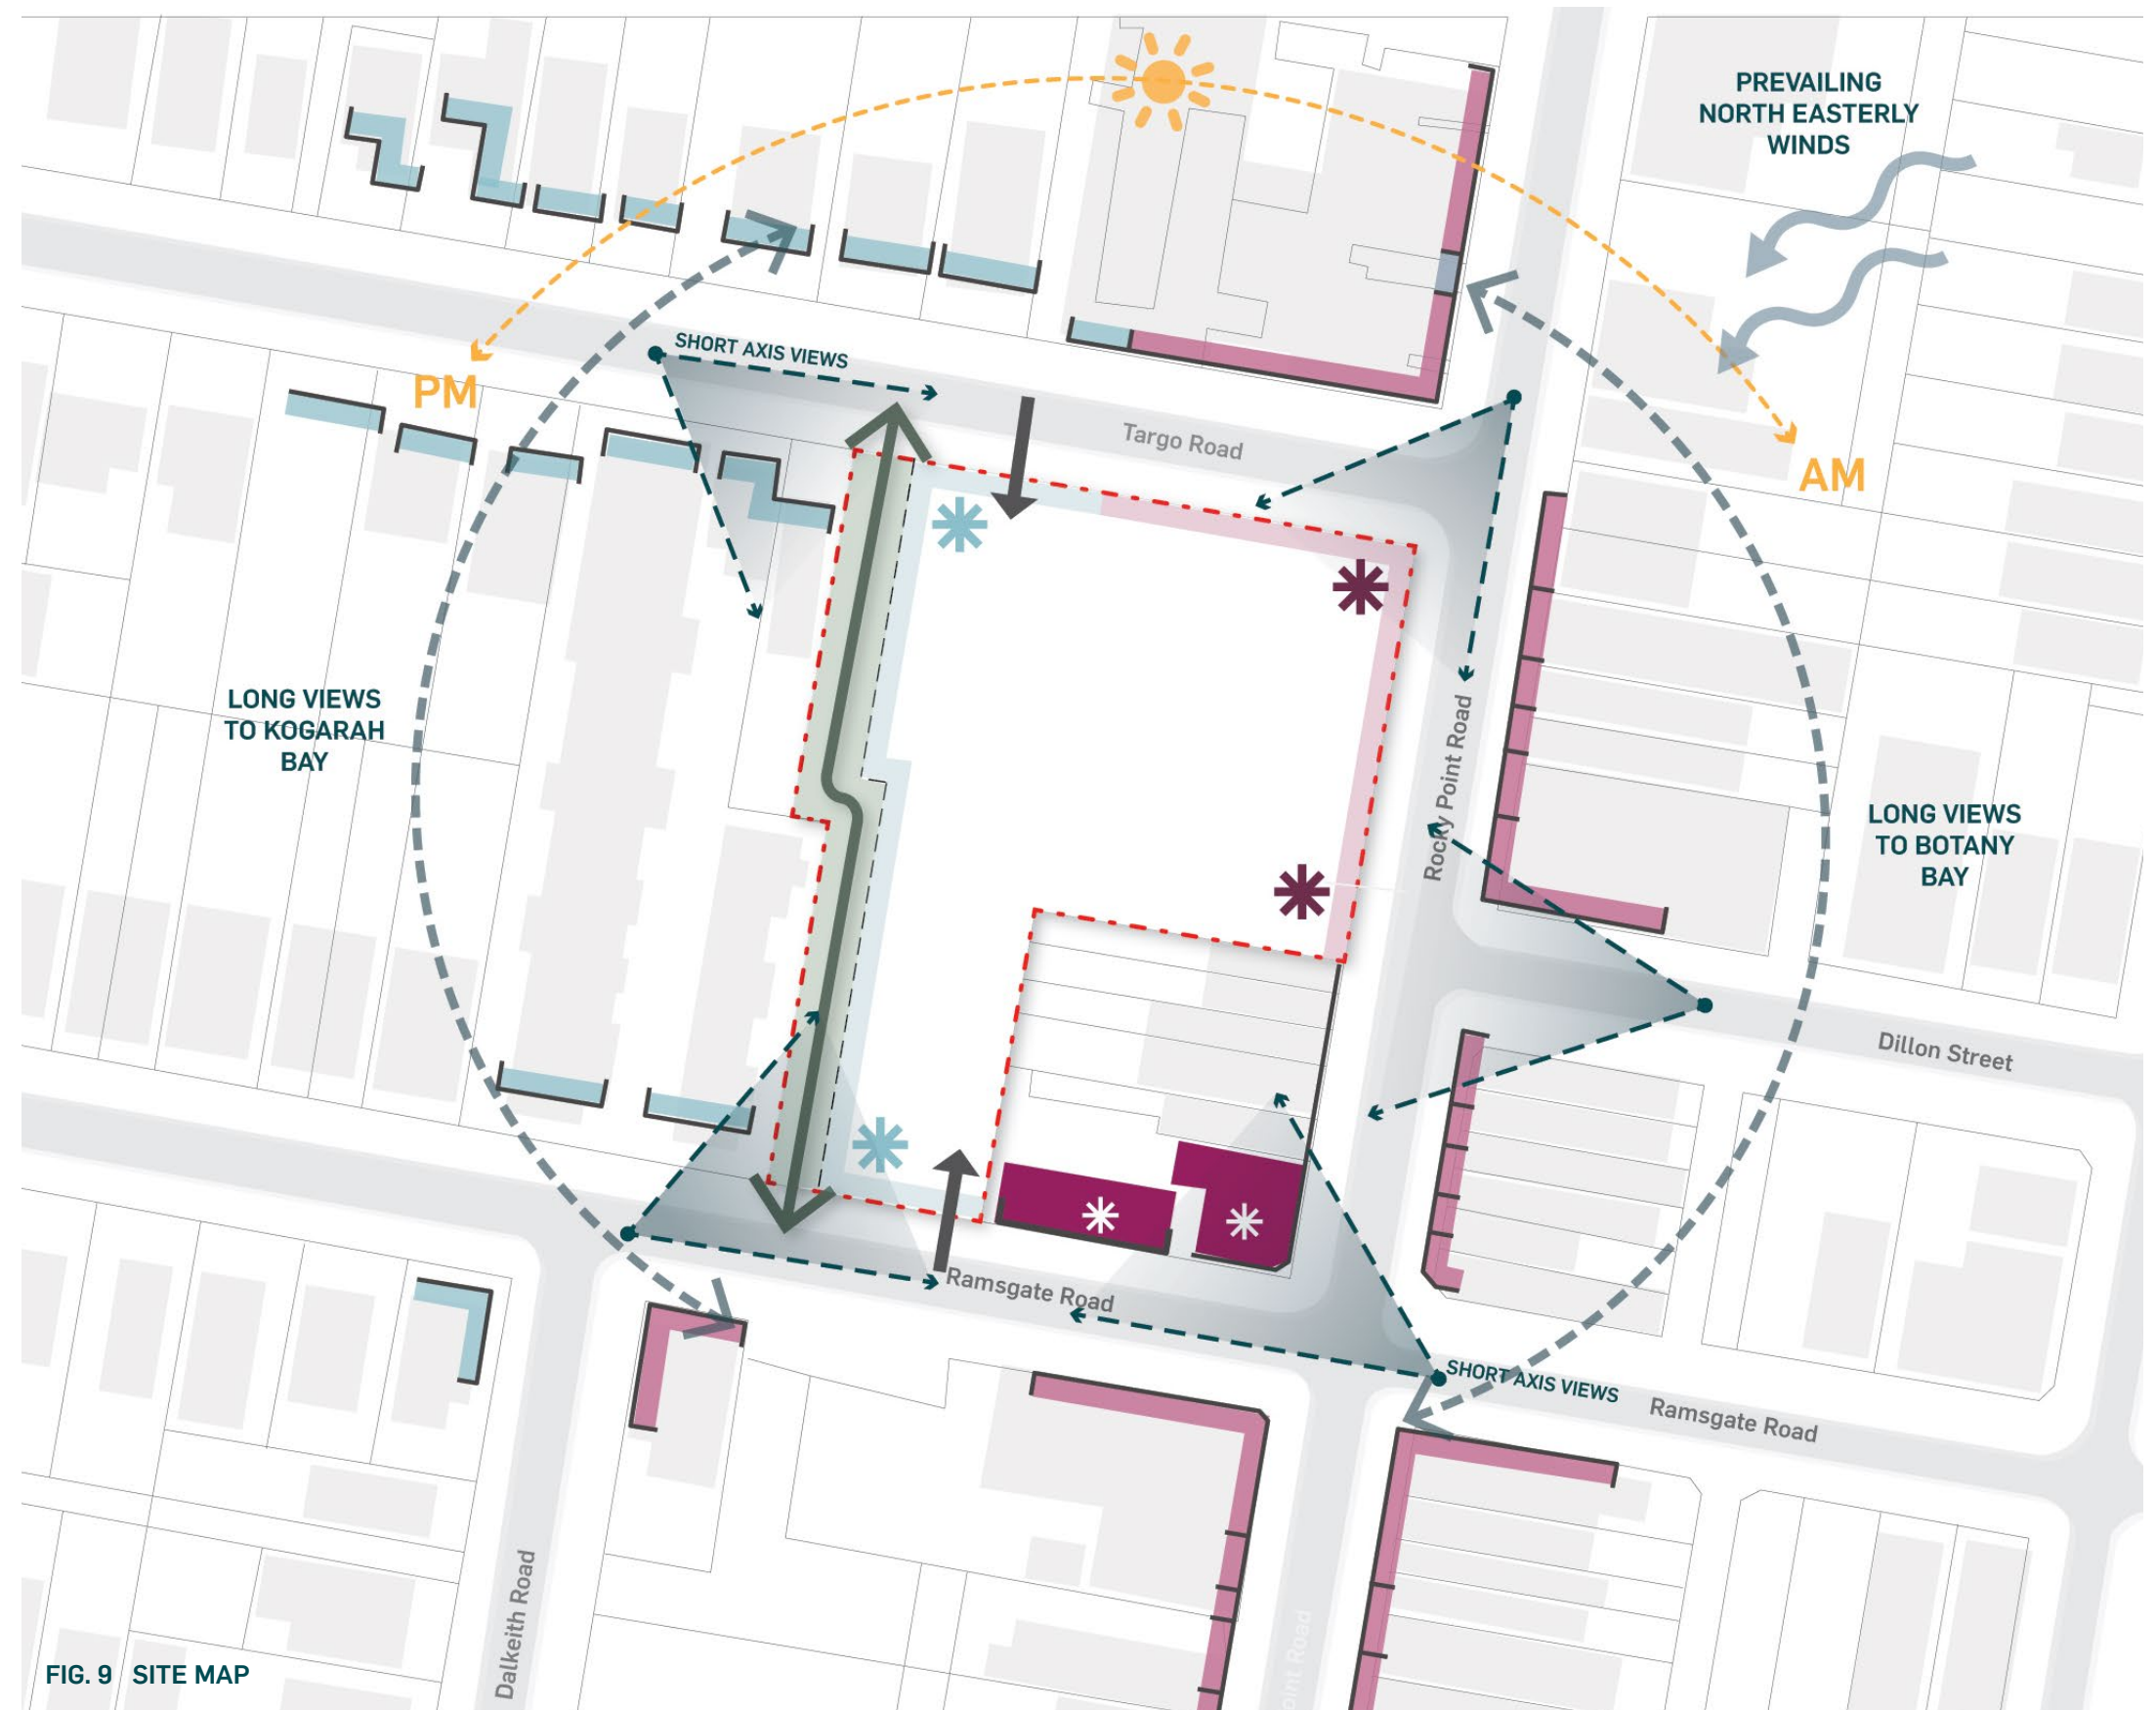 PREVAILING
NORTH EASTERLY
WINDS
SHORT AXIS VIEWS
PM
Targo Road
AM
LONG VIEWS
TO KOGARAH
BAY
Rocky Point Road
LONG VIEWS
TO BOTANY
BAY
Dillon Street
Ramsgate Road
SHORT AXIS VIEWS
Ramsgate Road
Dalkeith Road
oint Road
FIG. 9 SITE MAP